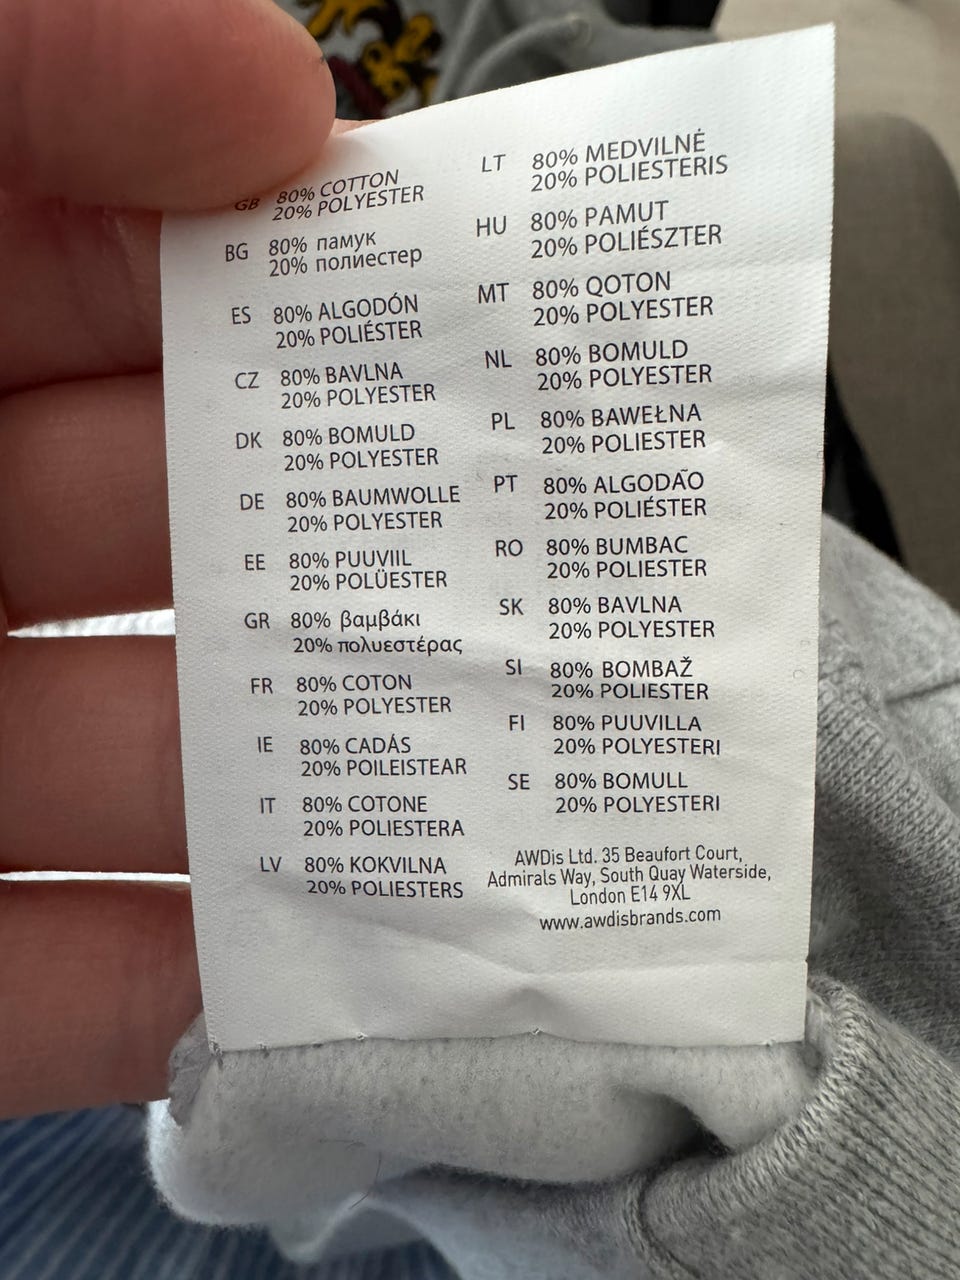 GB 80% COTTON
20% POLYESTER
BG 80% памук
20% полиестер
ES 80% ALGODÓN
20% POLIÉSTER
CZ 80% BAVLNA
20% POLYESTER
DK 80% BOMULD
20% POLYESTER
DE 80% BAUMWOLLE
20% POLYESTER
EE 80% PUUVIIL
20% POLÜESTER
GR 80% βαμβάκι
20% πολυεστέρας
FR 80% COTON
20% POLYESTER
IE 80% CADÁS
20% POILEISTEAR
IT 80% COTONE
20% POLIESTERA
LV 80% KOKVILNA
20% POLIESTERS
LT 80% MEDVILNĖ
20% POLIESTERIS
HU 80% PAMUT
20% POLIÉSZTER
MT 80% QOTON
20% POLYESTER
NL 80% BOMULD
20% POLYESTER
PL 80% BAWEŁNA
20% POLIESTER
PT 80% ALGODÃO
20% POLIÉSTER
RO 80% BUMBAC
20% POLIESTER
SK 80% BAVLNA
20% POLYESTER
SI 80% BOMBAŽ
20% POLIESTER
FI 80% PUUVILLA
20% POLYESTERI
SE 80% BOMULL
20% POLYESTERI
AWDis Ltd. 35 Beaufort Court,
Admirals Way, South Quay Waterside,
London E14 9XL
www.awdisbrands.com